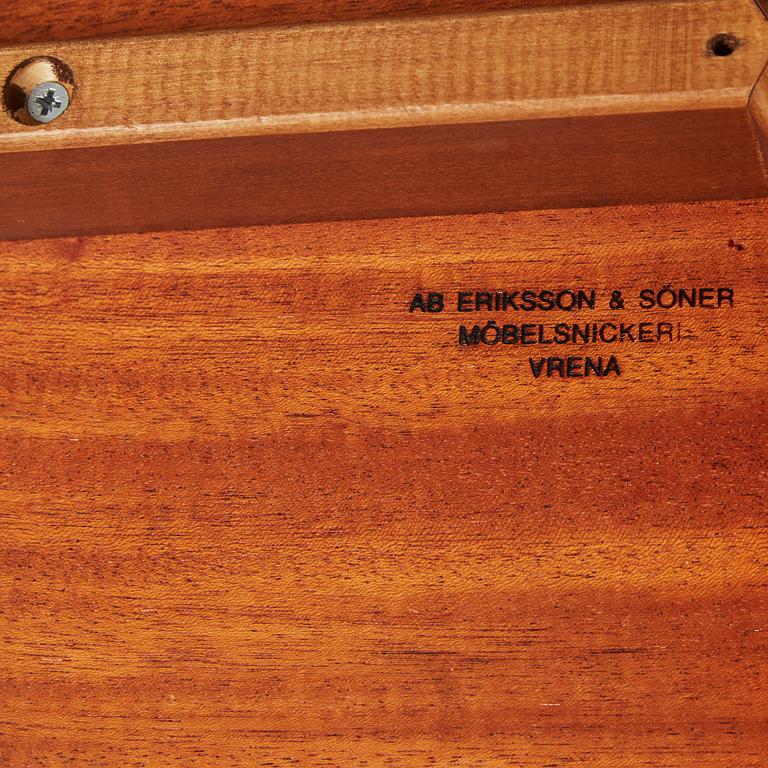 AB ERIKSSON & SÖNER
MÖBELSNICKERI
VRENA